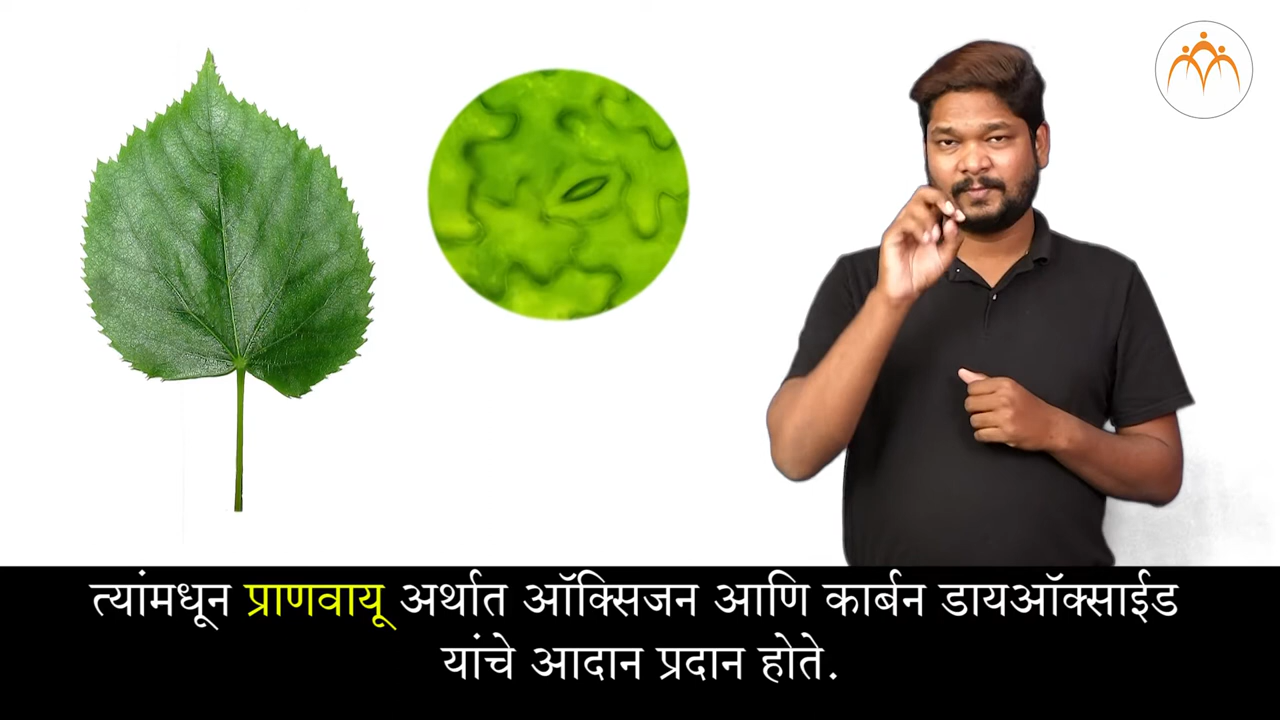 त्यांमधून प्राणवायू अर्थात ऑक्सिजन आणि कार्बन डायऑक्साईड
यांचे आदान प्रदान होते.